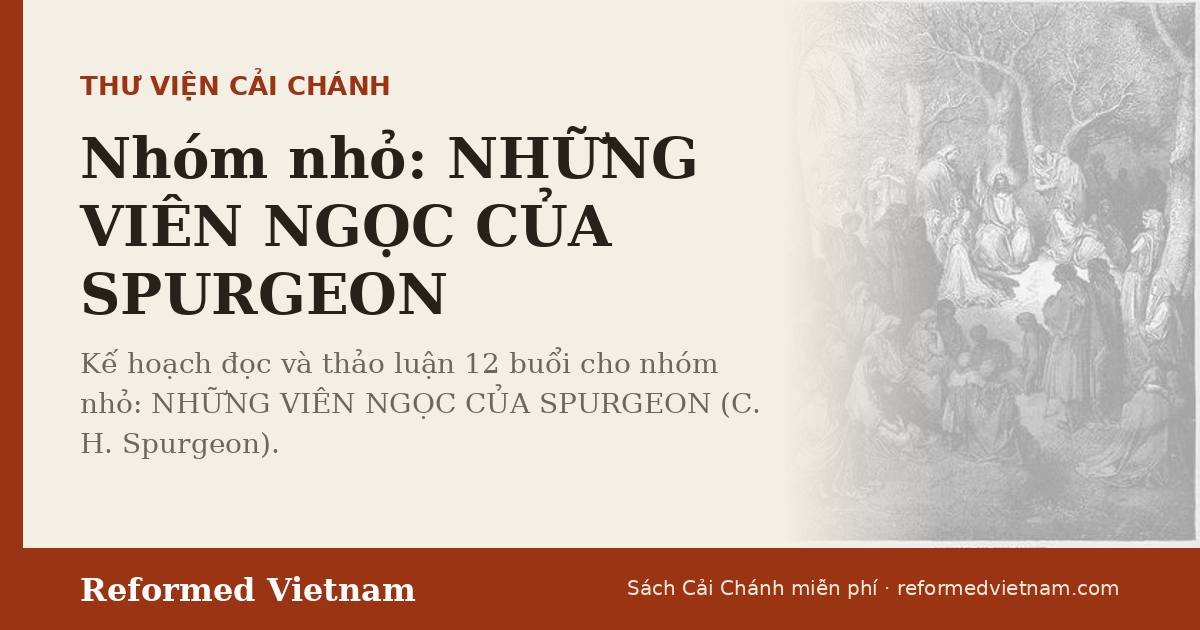 THƯ VIỆN CẢI CHÁNH
Nhóm nhỏ: NHỮNG
VIÊN NGỌC CỦA
SPURGEON
Kế hoạch đọc và thảo luận 12 buổi cho nhóm
nhỏ: NHỮNG VIÊN NGỌC CỦA SPURGEON (C.
H. Spurgeon).
Reformed Vietnam
Sách Cải Chánh miễn phí · reformedvietnam.com